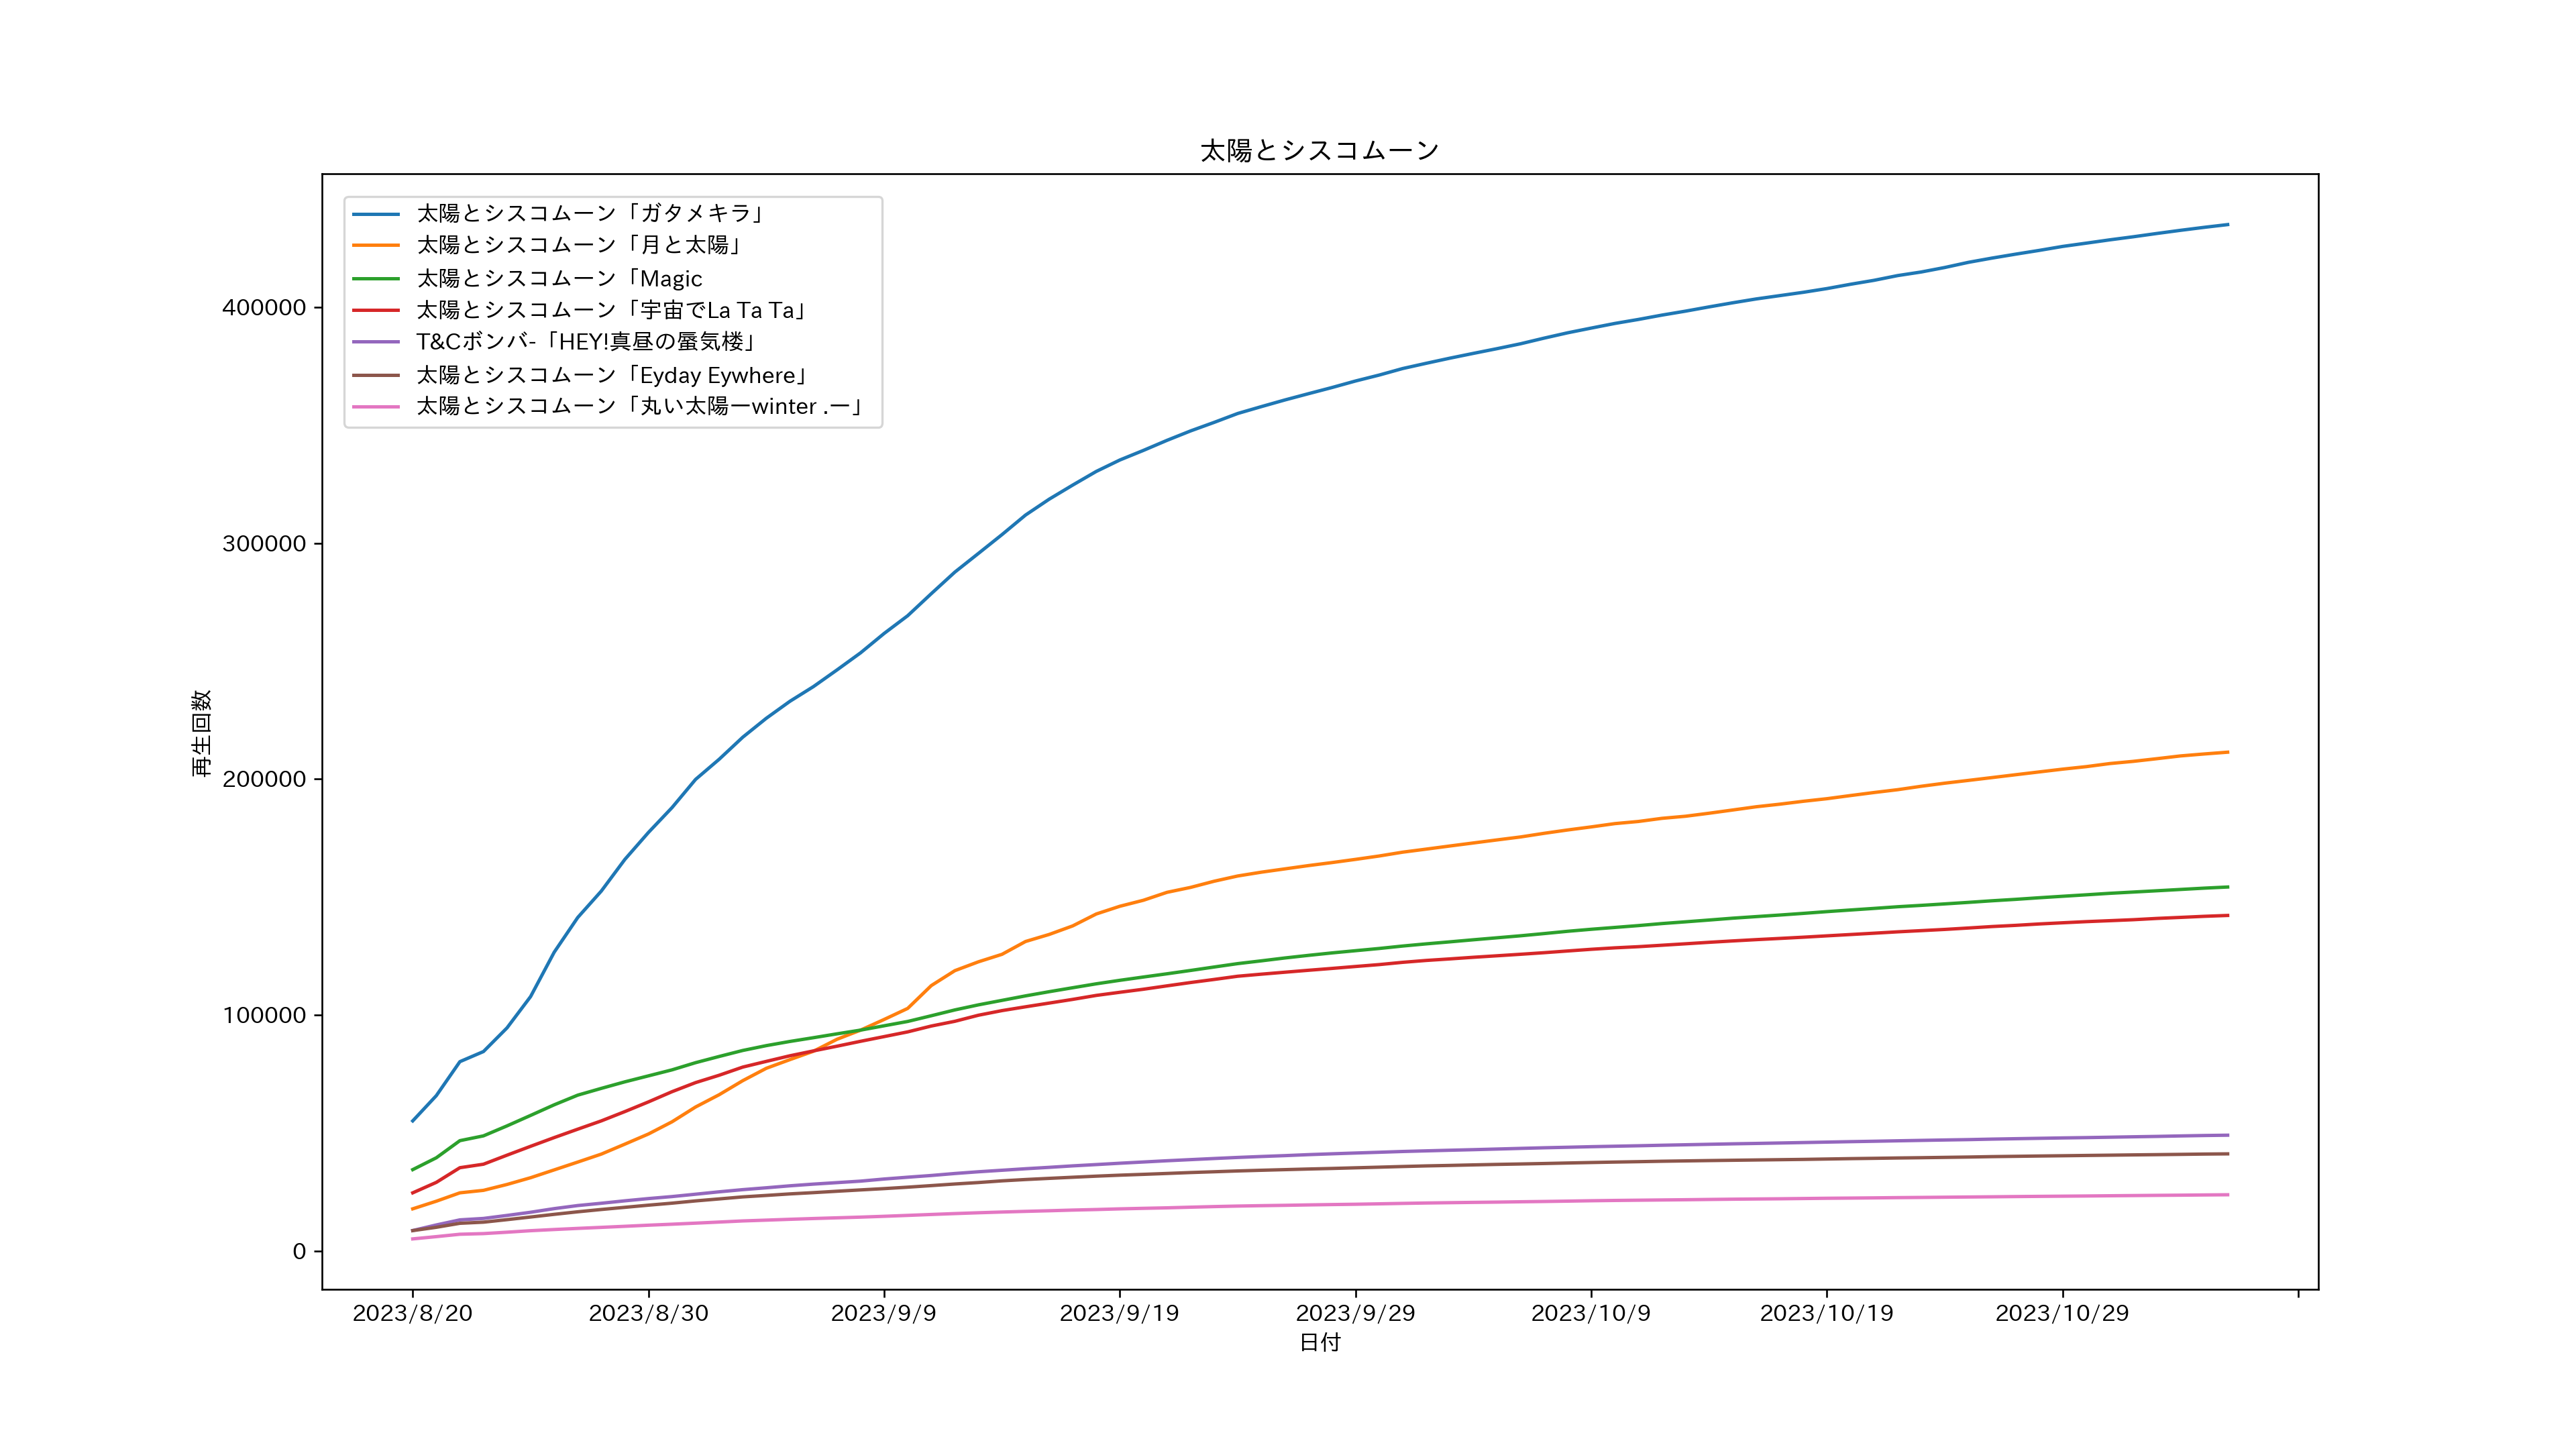 太陽とシスコムーン
太陽とシスコムーン「ガタメキラ」
太陽とシスコムーン「月と太陽」
太陽とシスコムーン「Magic
太陽とシスコムーン「宇宙でLa Ta Ta」
T&Cボンバ-「HEY!真昼の蜃気楼」
太陽とシスコムーン「Eyday Eywhere」
太陽とシスコムーン「丸い太陽ーwinter .ー」
400000
300000
200000
100000
0
再生回数
2023/8/20 2023/8/30 2023/9/9 2023/9/19 2023/9/29 2023/10/9 2023/10/19 2023/10/29
日付